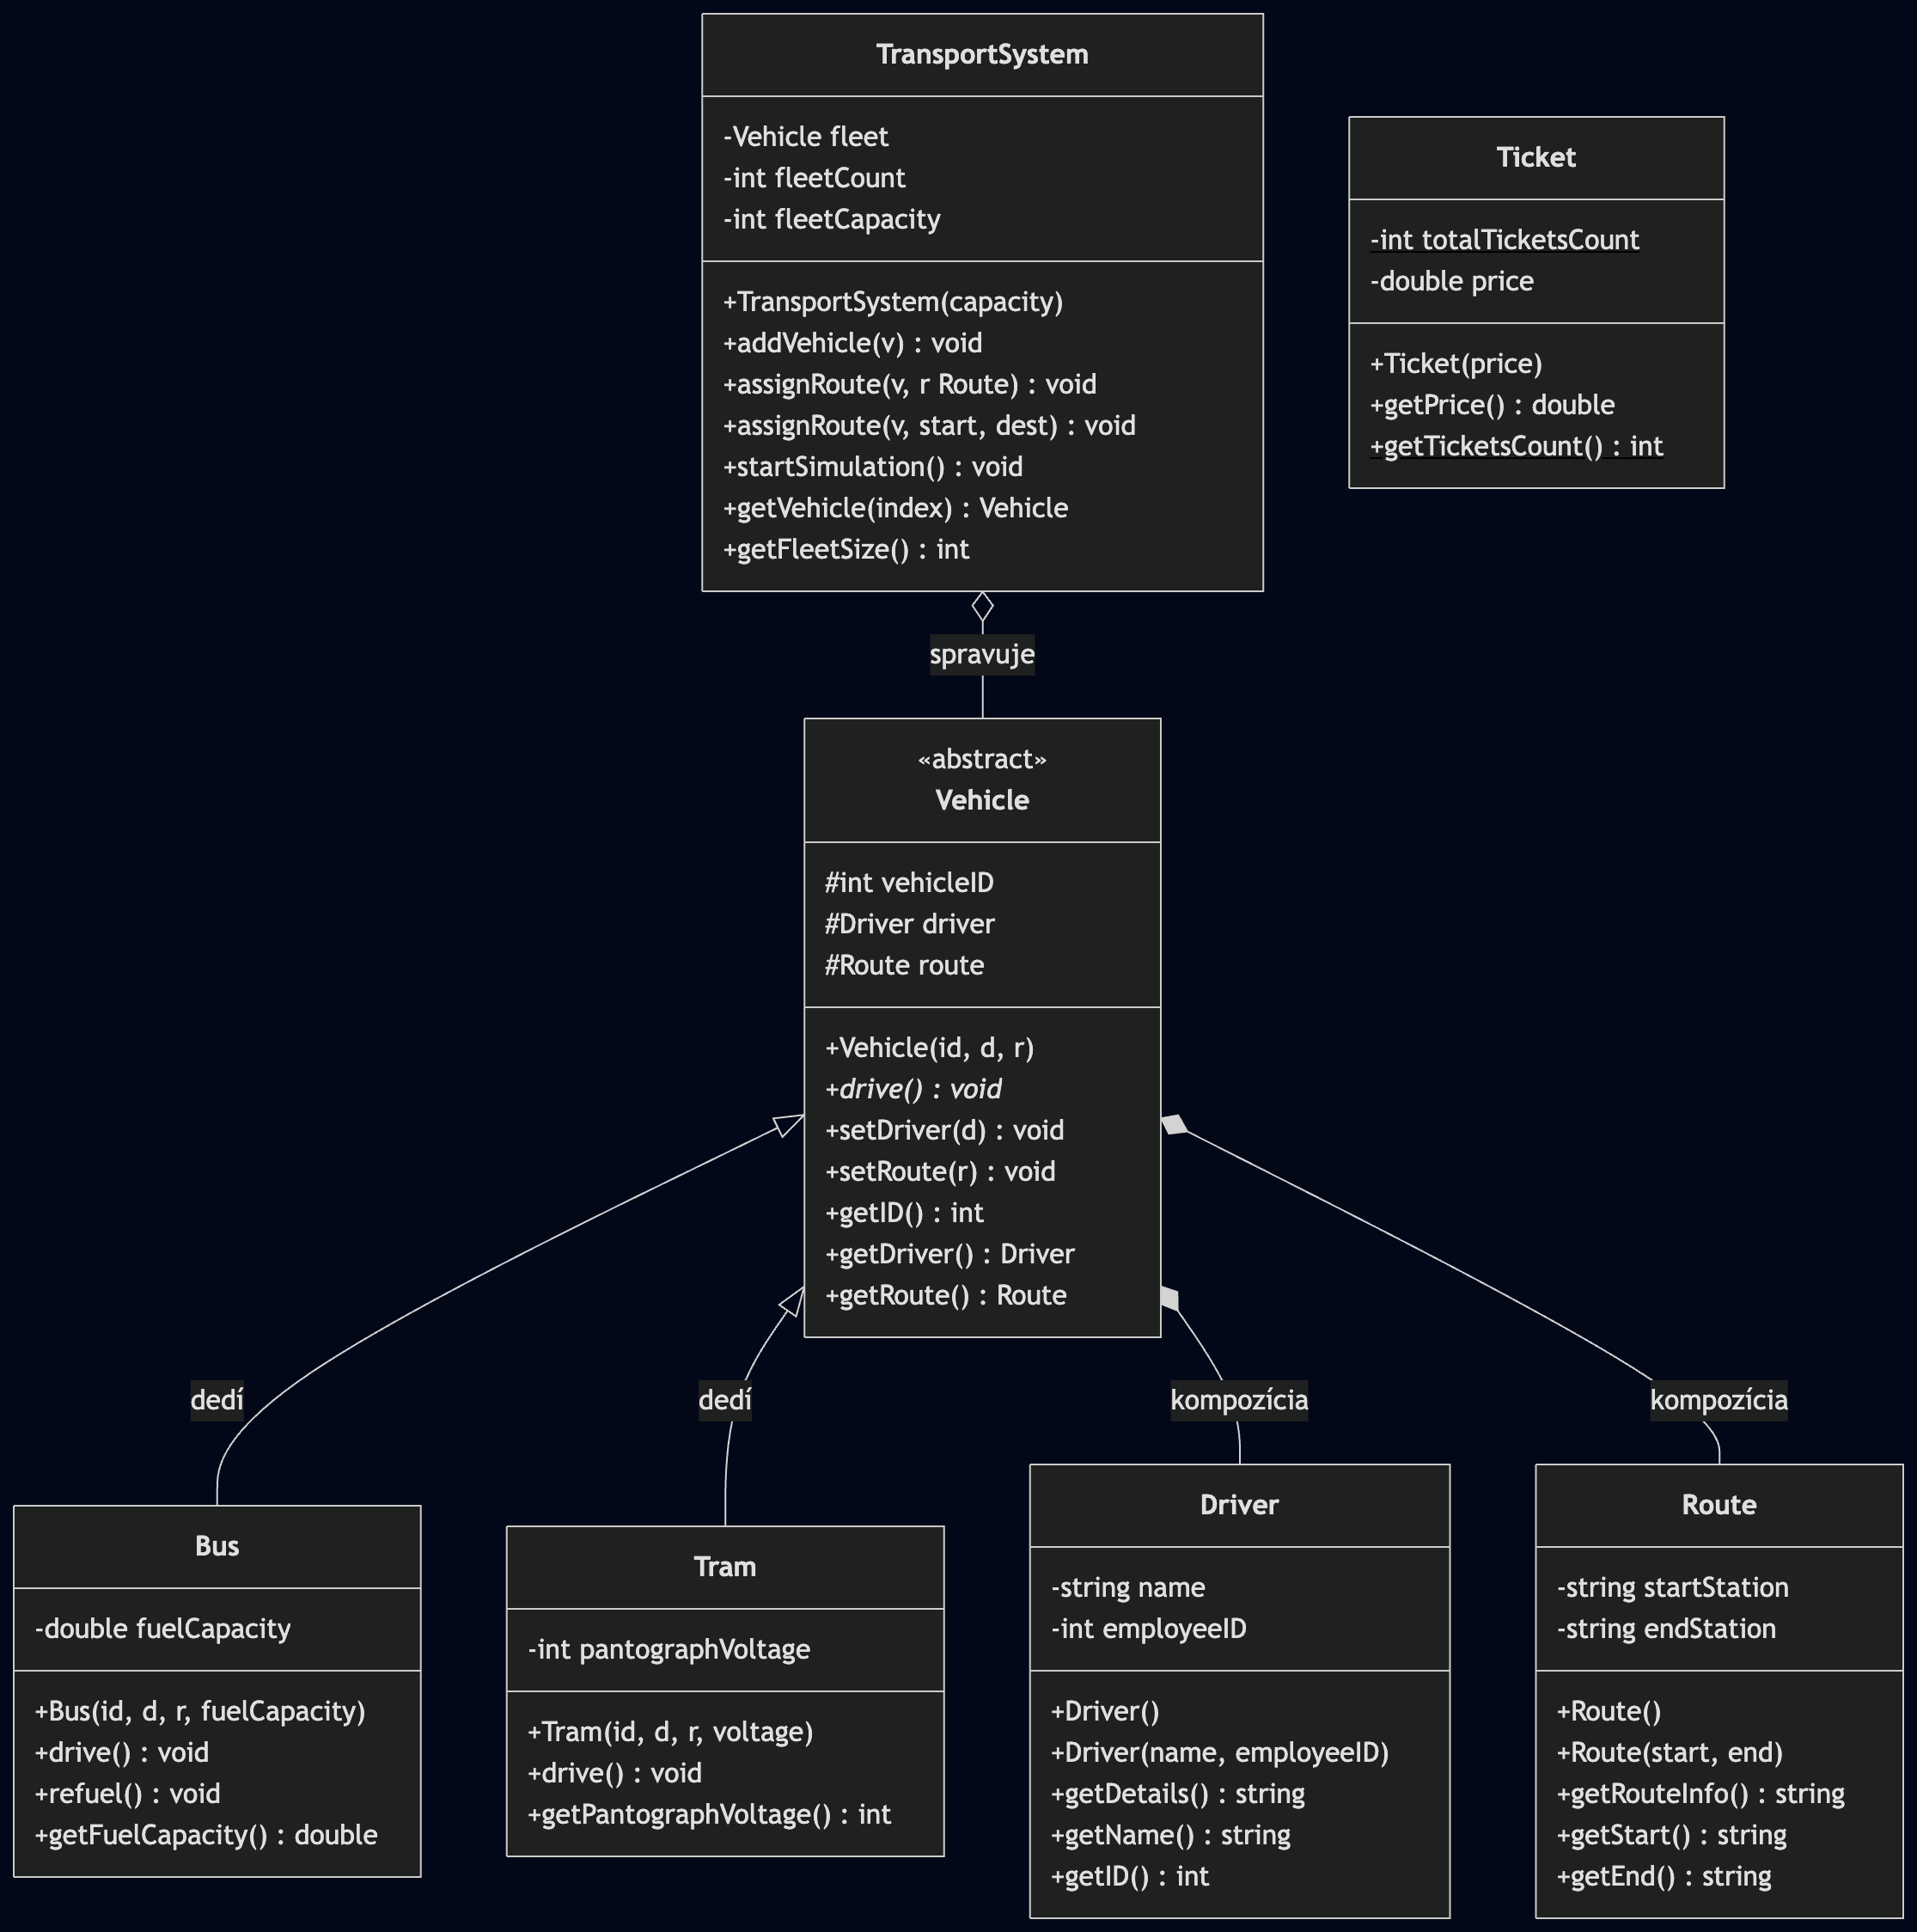 TransportSystem
-Vehicle fleet
-int fleetCount
-int fleetCapacity
+TransportSystem(capacity)
+addVehicle(v) : void
+assignRoute(v, r Route) : void
+assignRoute(v, start, dest) : void
+startSimulation() : void
+getVehicle(index) : Vehicle
+getFleetSize() : int
Ticket
-int totalTicketsCount
-double price
+Ticket(price)
+getPrice() : double
+getTicketsCount() : int
spravuje
«abstract»
Vehicle
#int vehicleID
#Driver driver
#Route route
+Vehicle(id, d, r)
+drive() : void
+setDriver(d) : void
+setRoute(r) : void
+getID() : int
+getDriver() : Driver
+getRoute() : Route
dedí
dedí
kompozícia
kompozícia
Bus
-double fuelCapacity
+Bus(id, d, r, fuelCapacity)
+drive() : void
+refuel() : void
+getFuelCapacity() : double
Tram
-int pantographVoltage
+Tram(id, d, r, voltage)
+drive() : void
+getPantographVoltage() : int
Driver
-string name
-int employeeID
+Driver()
+Driver(name, employeeID)
+getDetails() : string
+getName() : string
+getID() : int
Route
-string startStation
-string endStation
+Route()
+Route(start, end)
+getRouteInfo() : string
+getStart() : string
+getEnd() : string